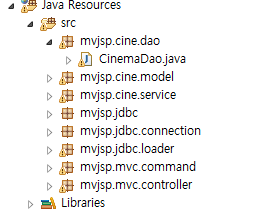 Java Resources
src
mvjsp.cine.dao
CinemaDao.java
mvjsp.cine.model
mvjsp.cine.service
mvjsp.jdbc
mvjsp.jdbc.connection
mvjsp.jdbc.loader
mvjsp.mvc.command
mvjsp.mvc.controller
Libraries